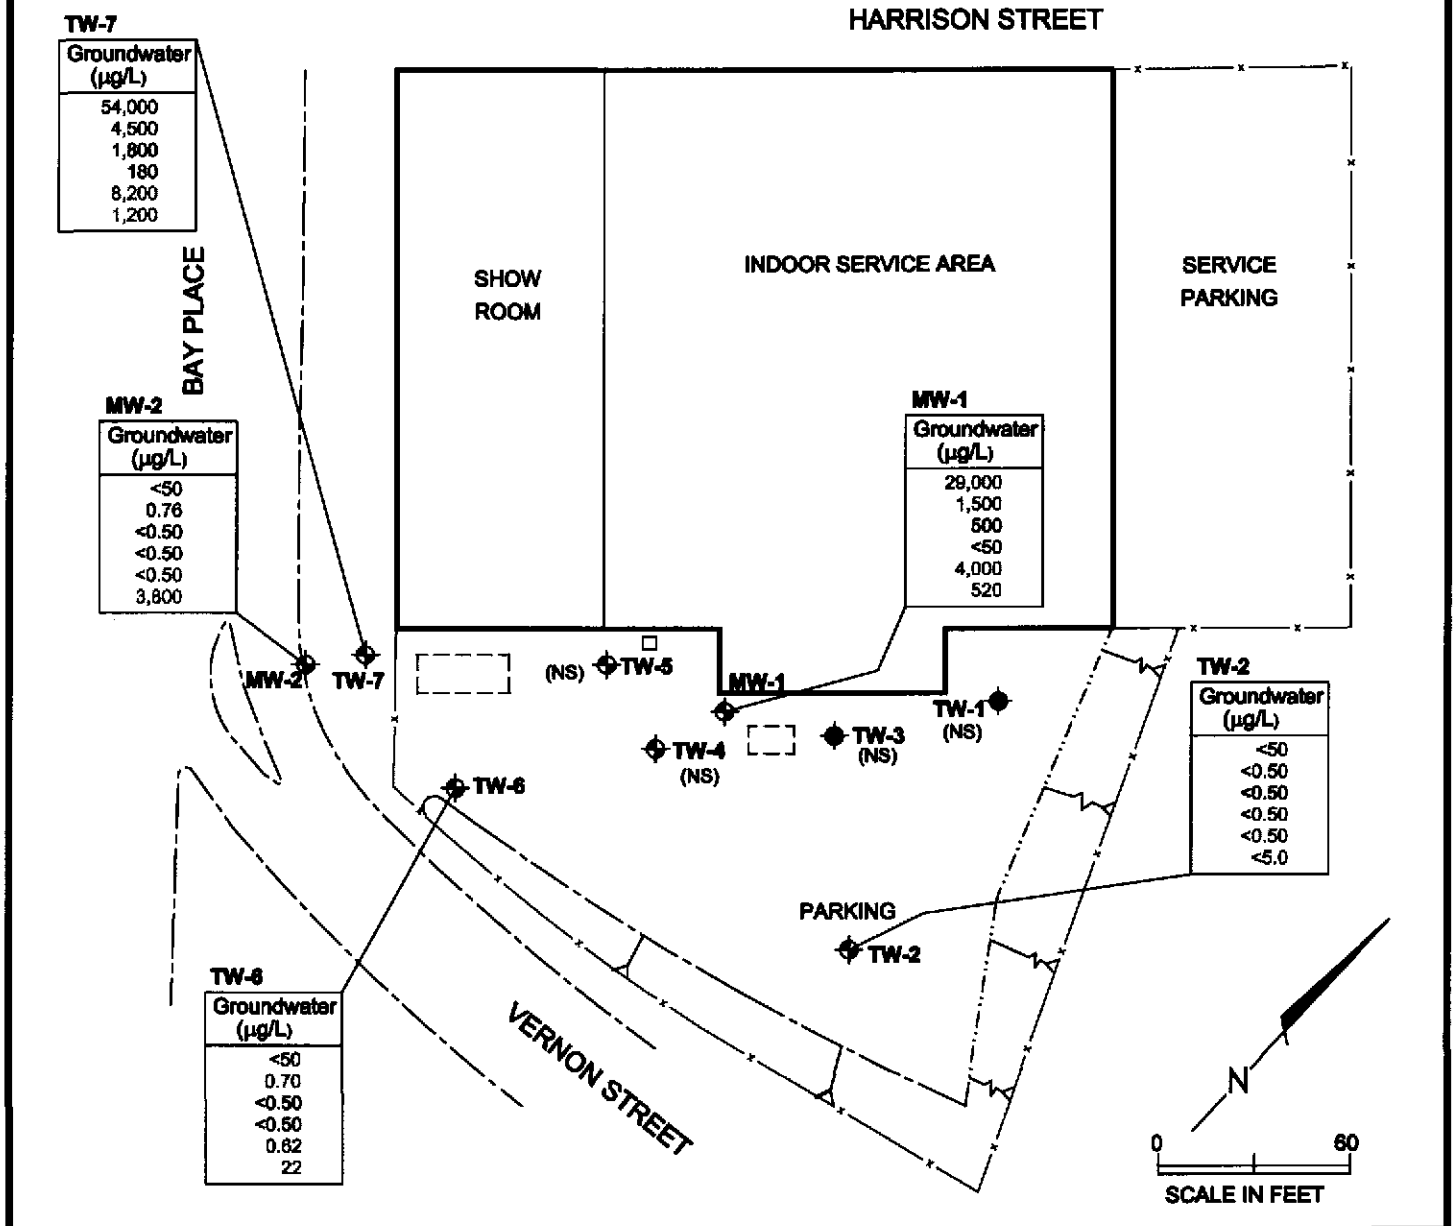 HARRISON STREET
TW-7
Groundwater
(µg/L)
54,000
4,500
1,800
180
8,200
1,200
BAY PLACE
SHOW
ROOM
INDOOR SERVICE AREA
SERVICE
PARKING
MW-2
Groundwater
(µg/L)
<50
0.76
<0.50
<0.50
<0.50
3,800
MW-1
Groundwater
(µg/L)
29,000
1,500
500
<50
4,000
520
MW-2
TW-7
(NS)
TW-5
MW-1
TW-4
(NS)
TW-3
(NS)
TW-1
(NS)
TW-2
Groundwater
(µg/L)
<50
<0.50
<0.50
<0.50
<0.50
<5.0
TW-6
PARKING
TW-2
TW-6
Groundwater
(µg/L)
<50
0.70
<0.50
<0.50
0.62
22
VERNON STREET
N
0 60
SCALE IN FEET